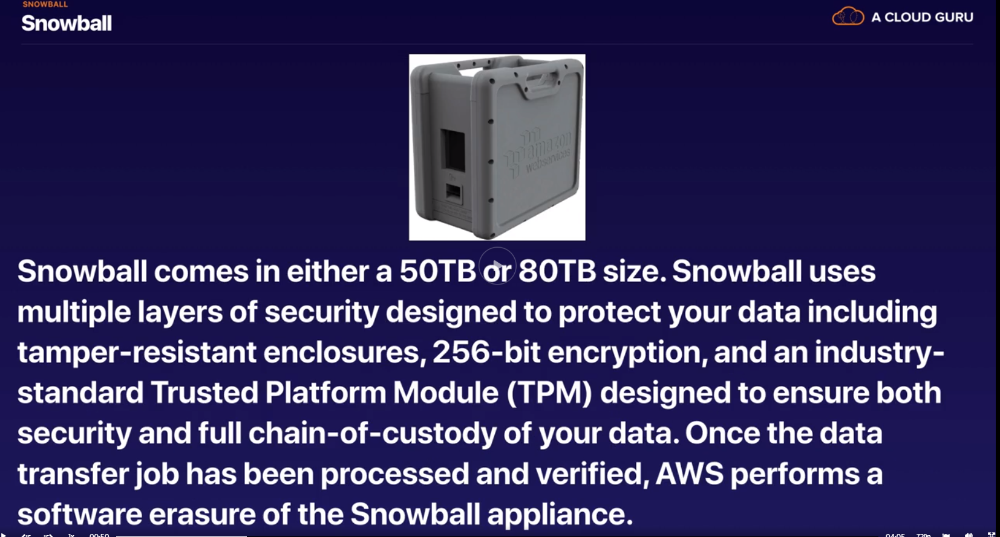 SNOWBALL
Snowball
A CLOUD GURU
amazon
webservices
Snowball comes in either a 50TB or 80TB size. Snowball uses
multiple layers of security designed to protect your data including
tamper-resistant enclosures, 256-bit encryption, and an industry-
standard Trusted Platform Module (TPM) designed to ensure both
security and full chain-of-custody of your data. Once the data
transfer job has been processed and verified, AWS performs a
software erasure of the Snowball appliance.
1x 00:50 04:05 720p